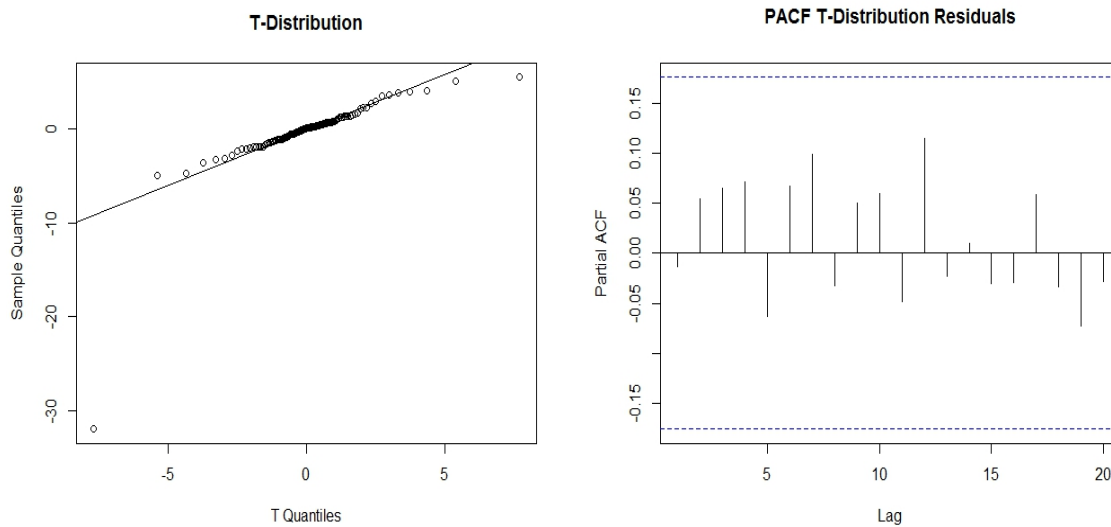 T-Distribution
Sample Quantiles
0
-10
-20
-30
-5
0
5
T Quantiles
PACF T-Distribution Residuals
Partial ACF
0.15
0.10
0.05
0.00
-0.05
-0.15
5
10
15
20
Lag